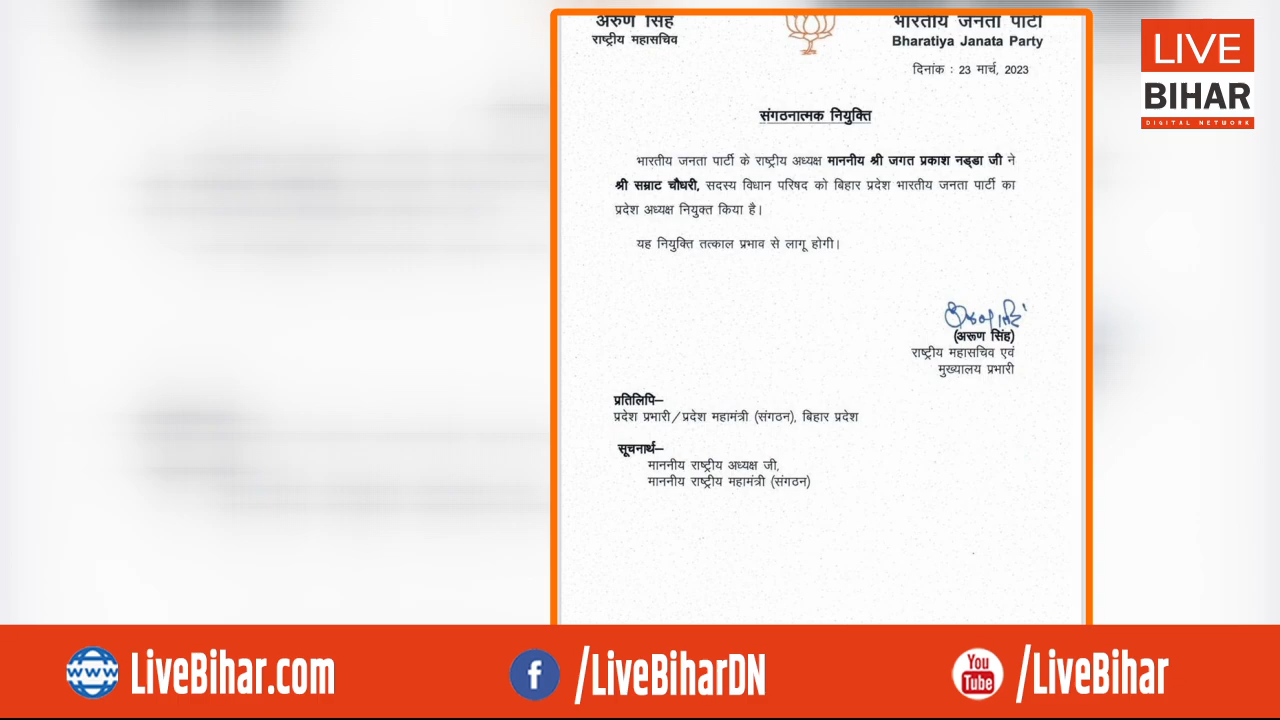 अरुण सिंह
राष्ट्रीय महासचिव
भारतीय जनता पार्टी
Bharatiya Janata Party
दिनांक : 23 मार्च, 2023
LIVE
BIHAR
DIGITAL NETWORK
संगठनात्मक नियुक्ति
भारतीय जनता पार्टी के राष्ट्रीय अध्यक्ष माननीय श्री जगत प्रकाश नड्डा जी ने
श्री सम्राट चौधरी, सदस्य विधान परिषद को बिहार प्रदेश भारतीय जनता पार्टी का
प्रदेश अध्यक्ष नियुक्त किया है।
यह नियुक्ति तत्काल प्रभाव से लागू होगी।
(अरूण सिंह)
राष्ट्रीय महासचिव एवं
मुख्यालय प्रभारी
प्रतिलिपि–
प्रदेश प्रभारी/प्रदेश महामंत्री (संगठन), बिहार प्रदेश
सूचनार्थ–
माननीय राष्ट्रीय अध्यक्ष जी,
माननीय राष्ट्रीय महामंत्री (संगठन)
www LiveBihar.com
f /LiveBiharDN
You Tube /LiveBihar